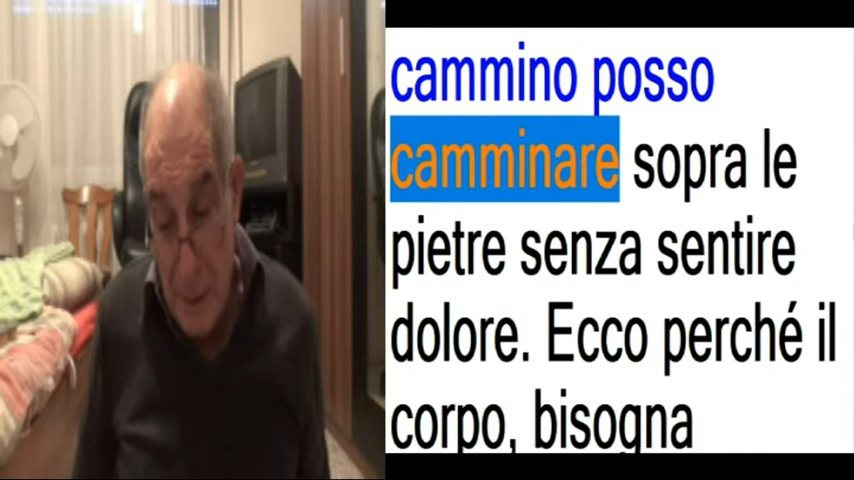 cammino posso
camminare sopra le
pietre senza sentire
dolore. Ecco perché il
corpo, bisogna